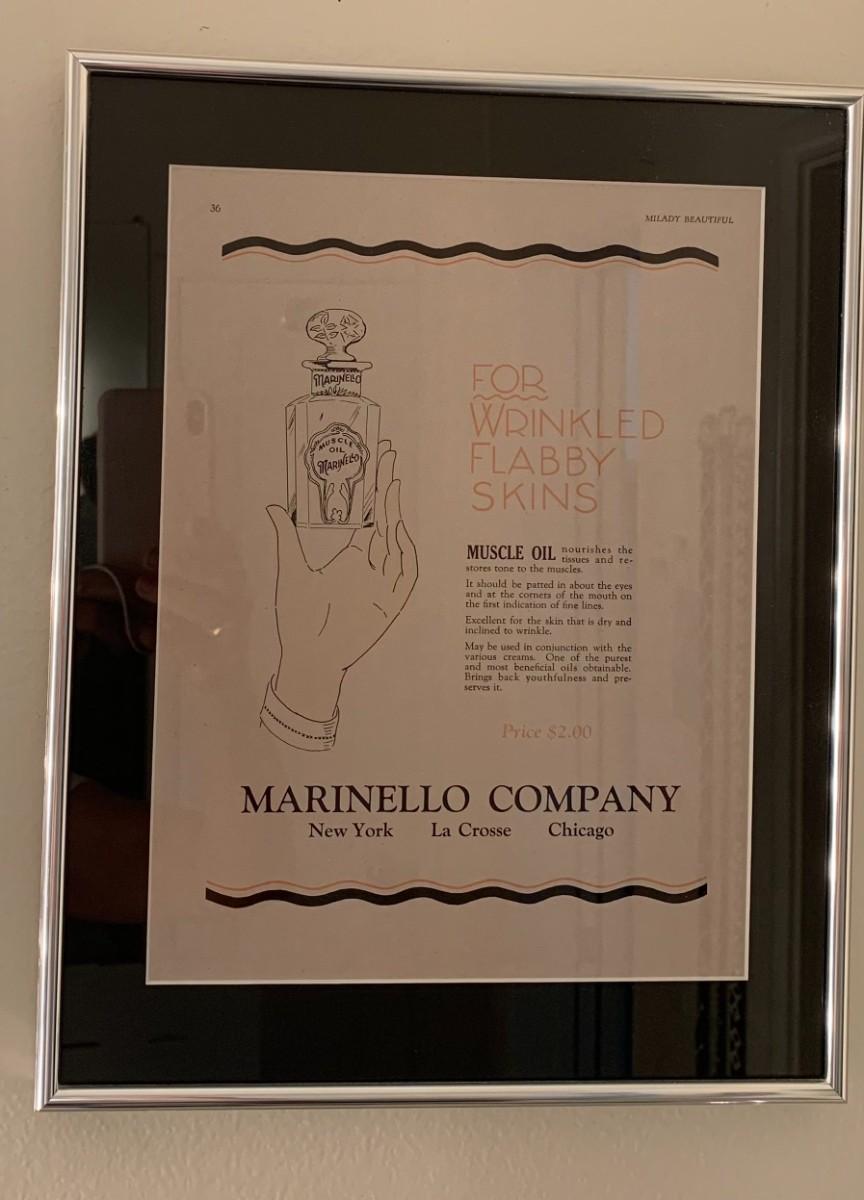 36
MILADY BEAUTIFUL
MARINELLO
MUSCLE
OIL
MARINELLO
FOR
WRINKLED
FLABBY
SKINS
MUSCLE OIL nourishes the
tissues and re-
stores tone to the muscles.
It should be patted in about the eyes
and at the corners of the mouth on
the first indication of fine lines.
Excellent for the skin that is dry and
inclined to wrinkle.
May be used in conjunction with the
various creams. One of the purest
and most beneficial oils obtainable.
Brings back youthfulness and pre-
serves it.
Price $2.00
MARINELLO COMPANY
New York La Crosse Chicago